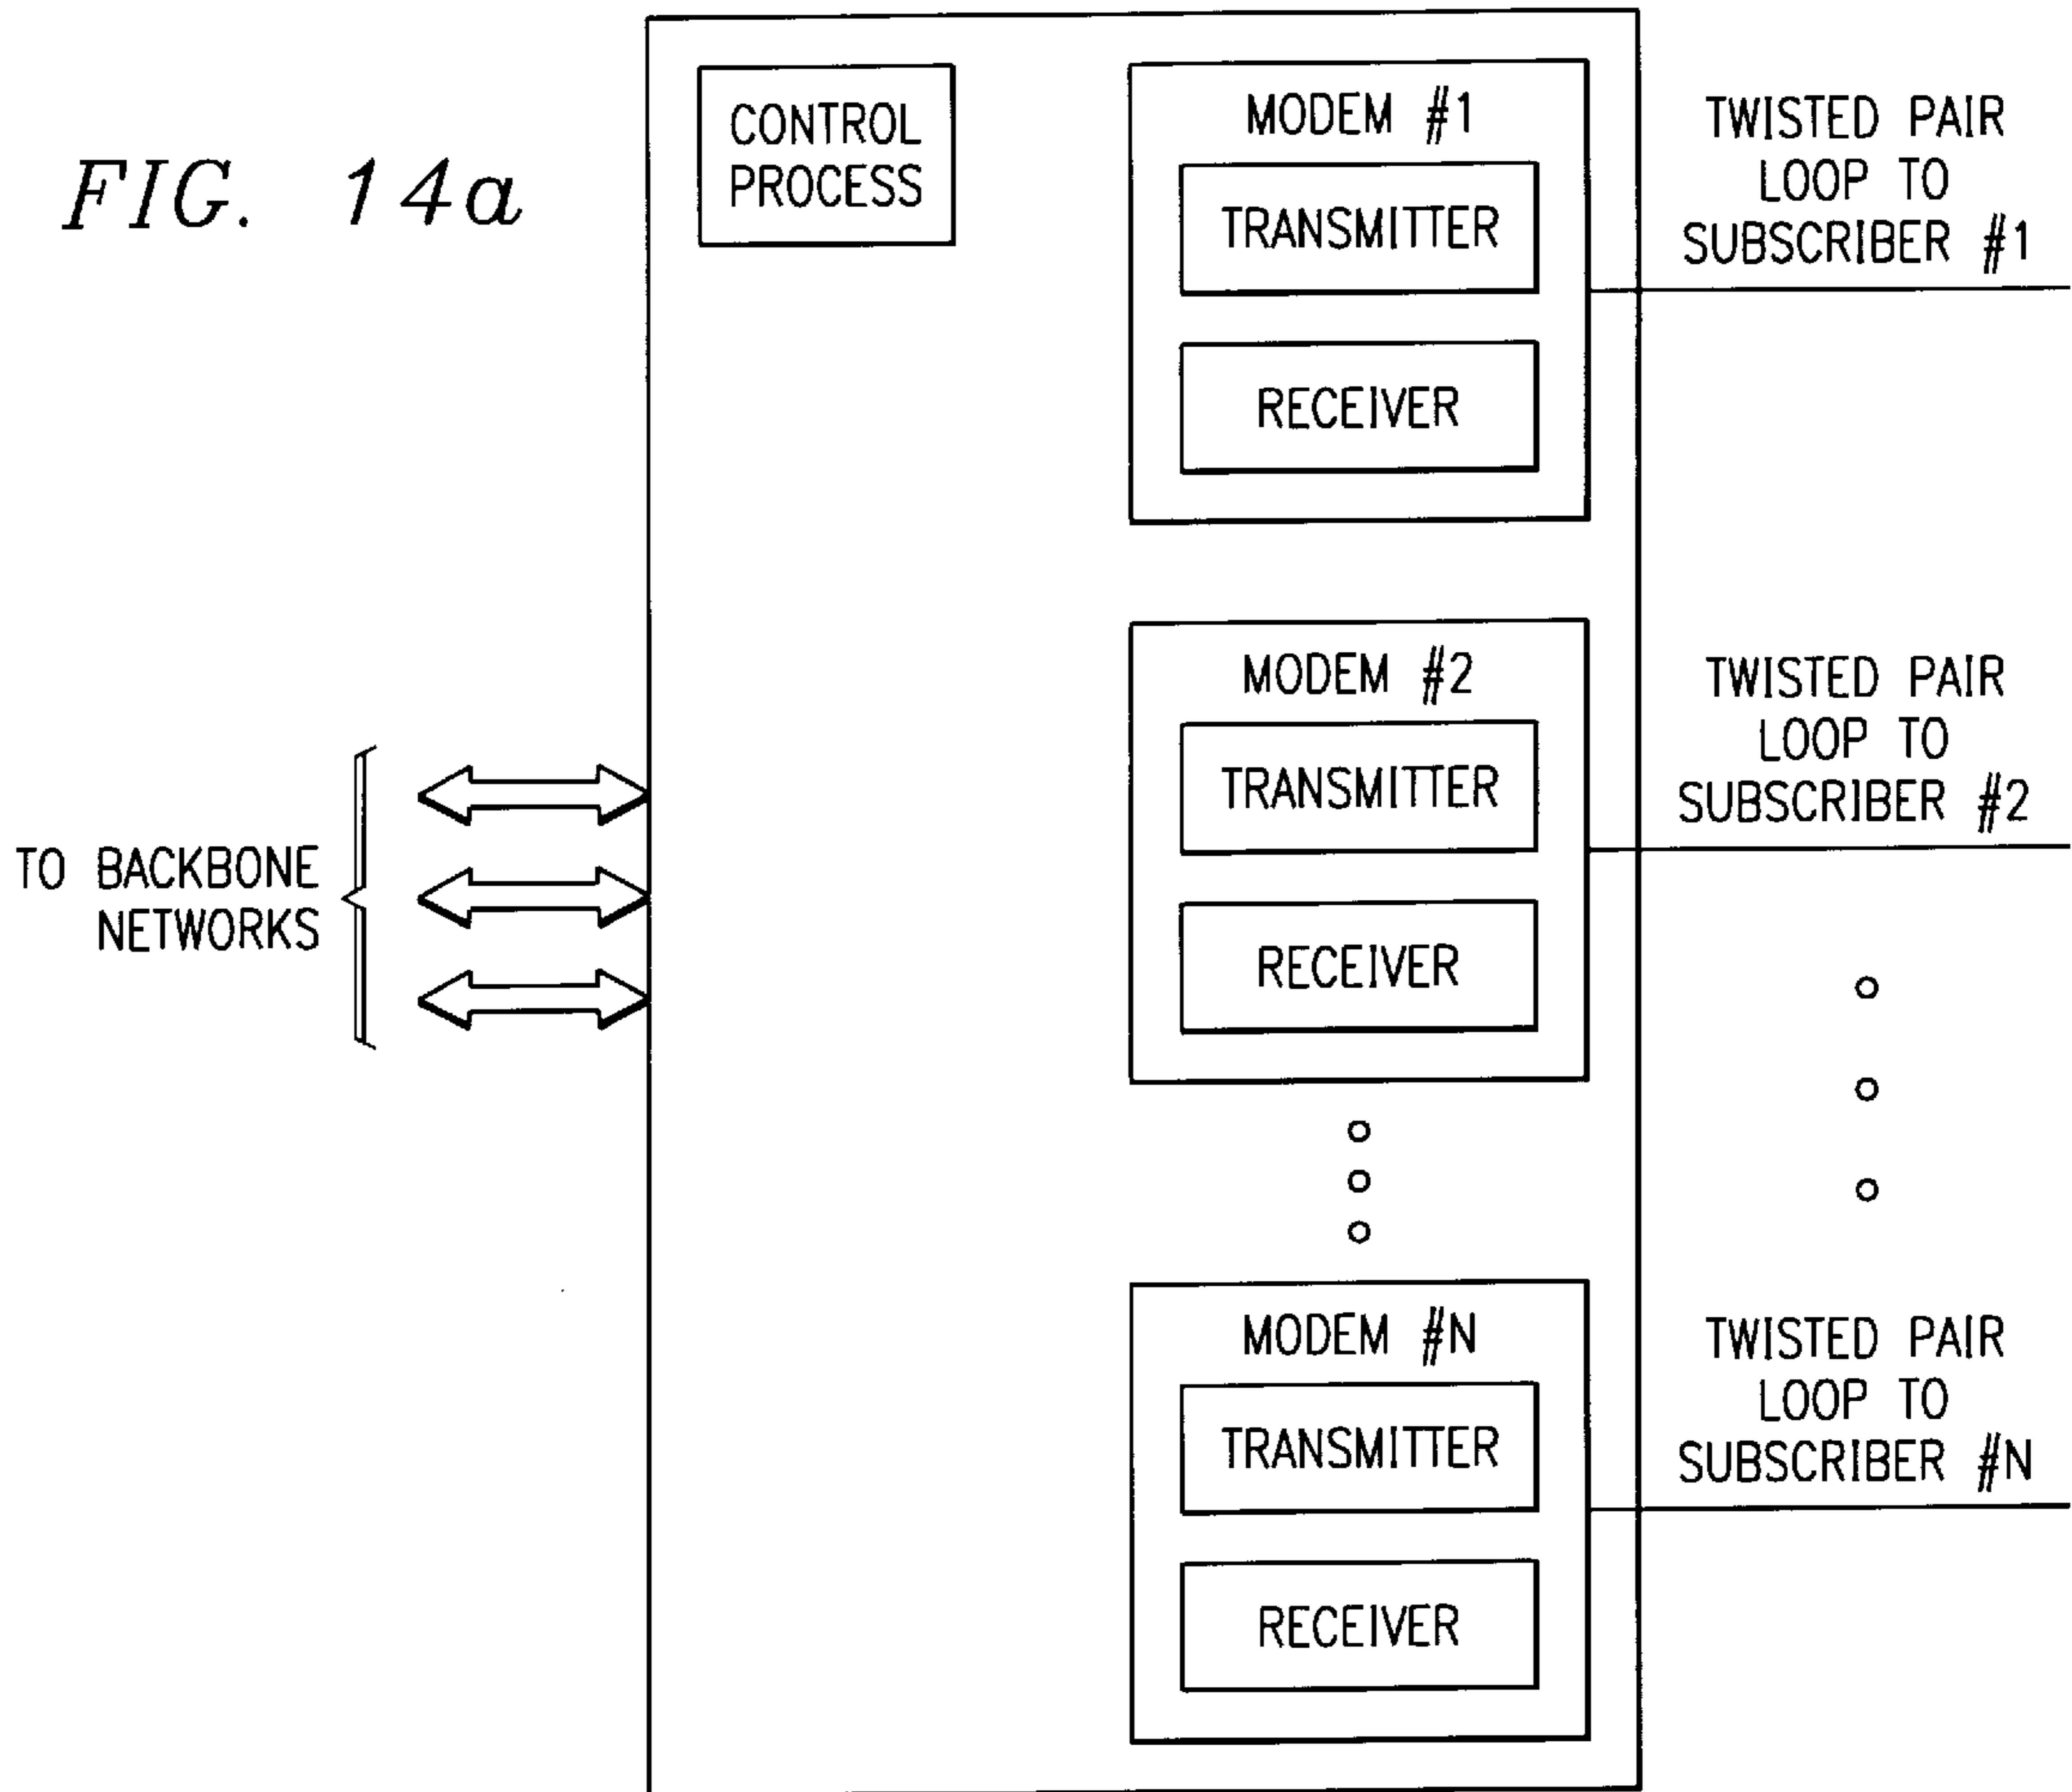 FIG. 14a
CONTROL
PROCESS
MODEM #1
TRANSMITTER
RECEIVER
TWISTED PAIR
LOOP TO
SUBSCRIBER #1
MODEM #2
TRANSMITTER
RECEIVER
TWISTED PAIR
LOOP TO
SUBSCRIBER #2
TO BACKBONE
NETWORKS
MODEM #N
TRANSMITTER
RECEIVER
TWISTED PAIR
LOOP TO
SUBSCRIBER #N